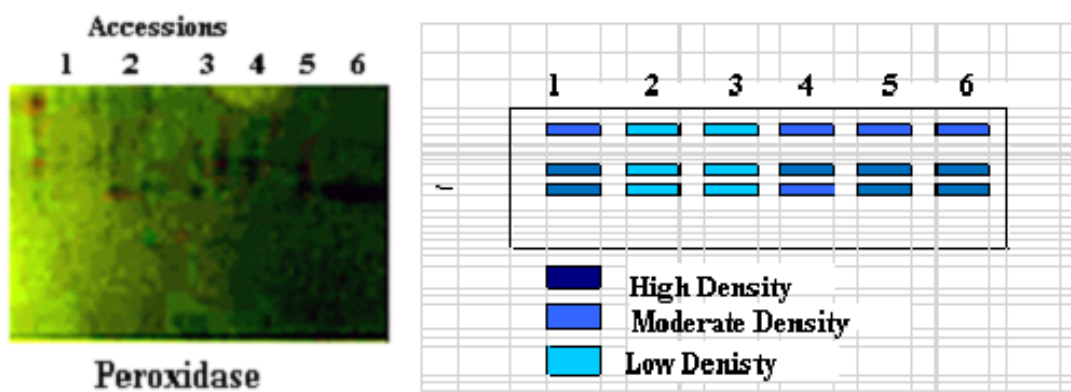 Accessions
1 2 3 4 5 6
Peroxidase
1 2 3 4 5 6
High Density
Moderate Density
Low Denisty